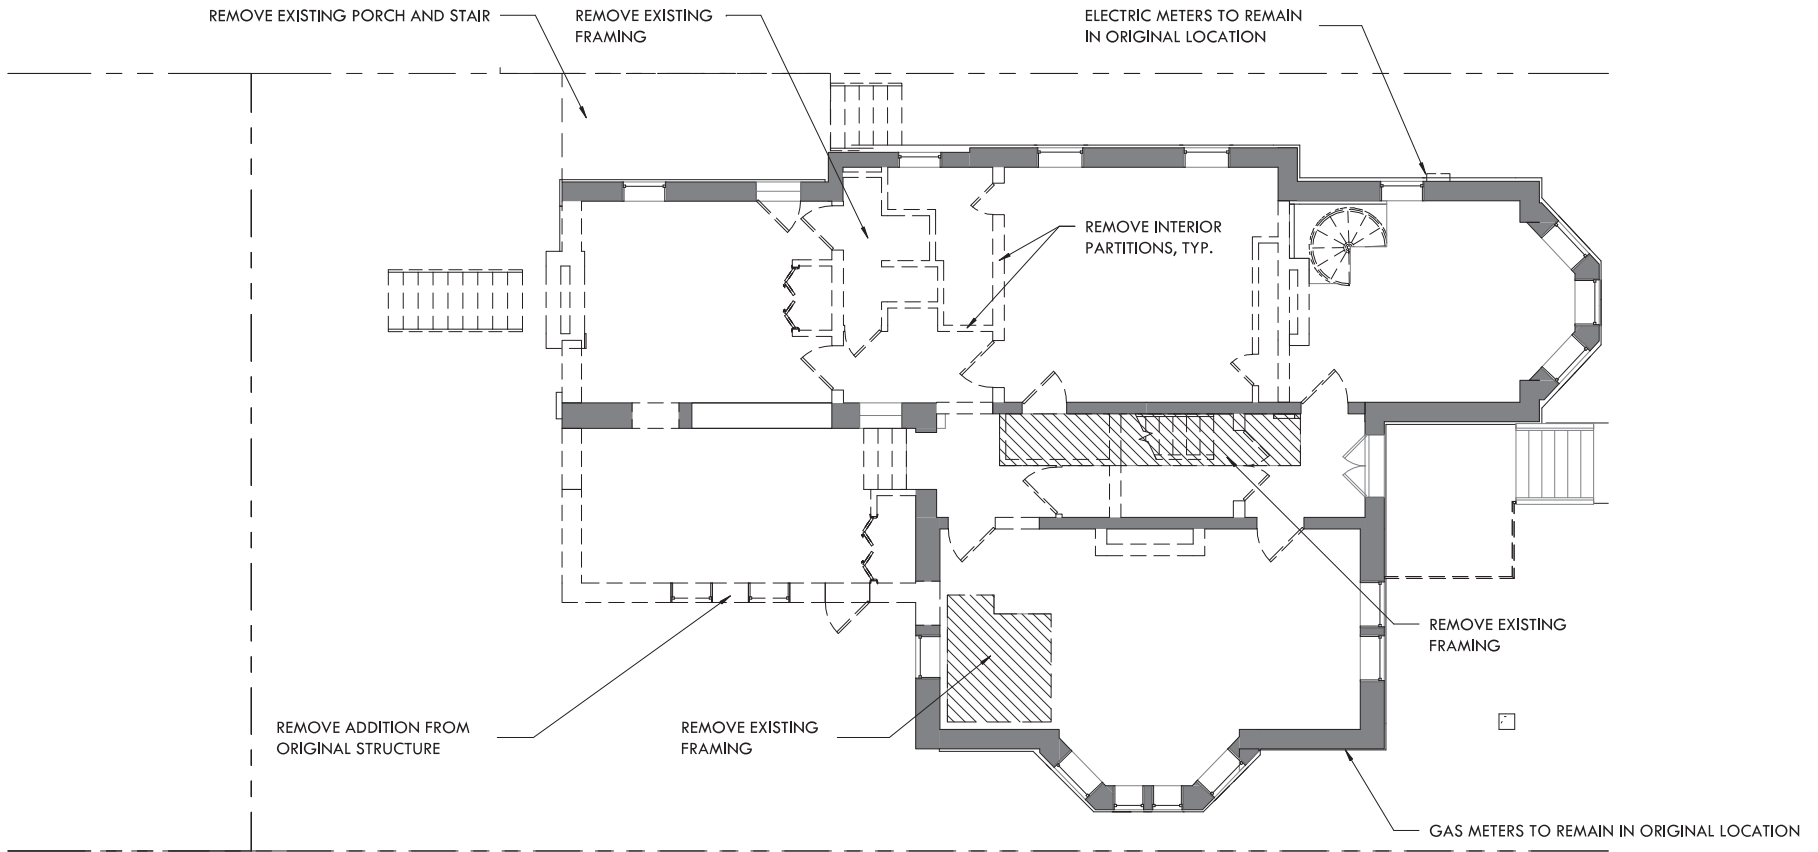 REMOVE EXISTING PORCH AND STAIR
REMOVE EXISTING
FRAMING
ELECTRIC METERS TO REMAIN
IN ORIGINAL LOCATION
REMOVE INTERIOR
PARTITIONS, TYP.
REMOVE EXISTING
FRAMING
REMOVE ADDITION FROM
ORIGINAL STRUCTURE
REMOVE EXISTING
FRAMING
GAS METERS TO REMAIN IN ORIGINAL LOCATION